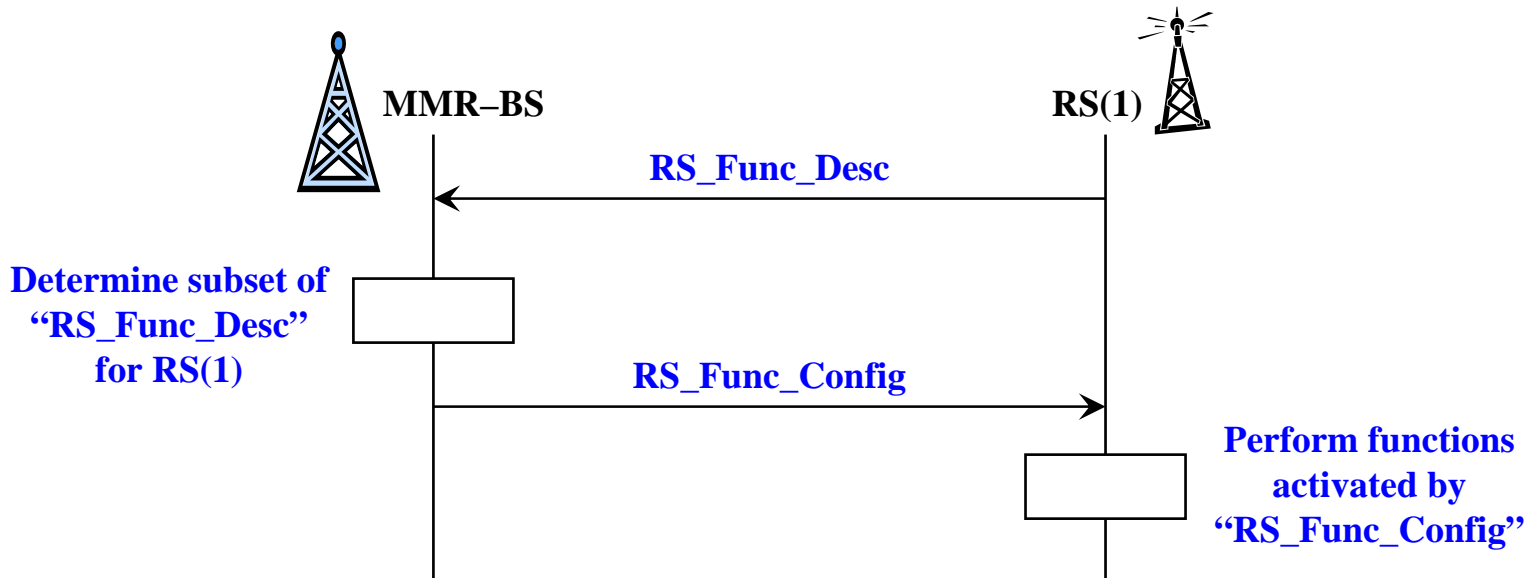 MMR–BS
RS(1)
RS_Func_Desc
Determine subset of
“RS_Func_Desc”
for RS(1)
RS_Func_Config
Perform functions
activated by
“RS_Func_Config”